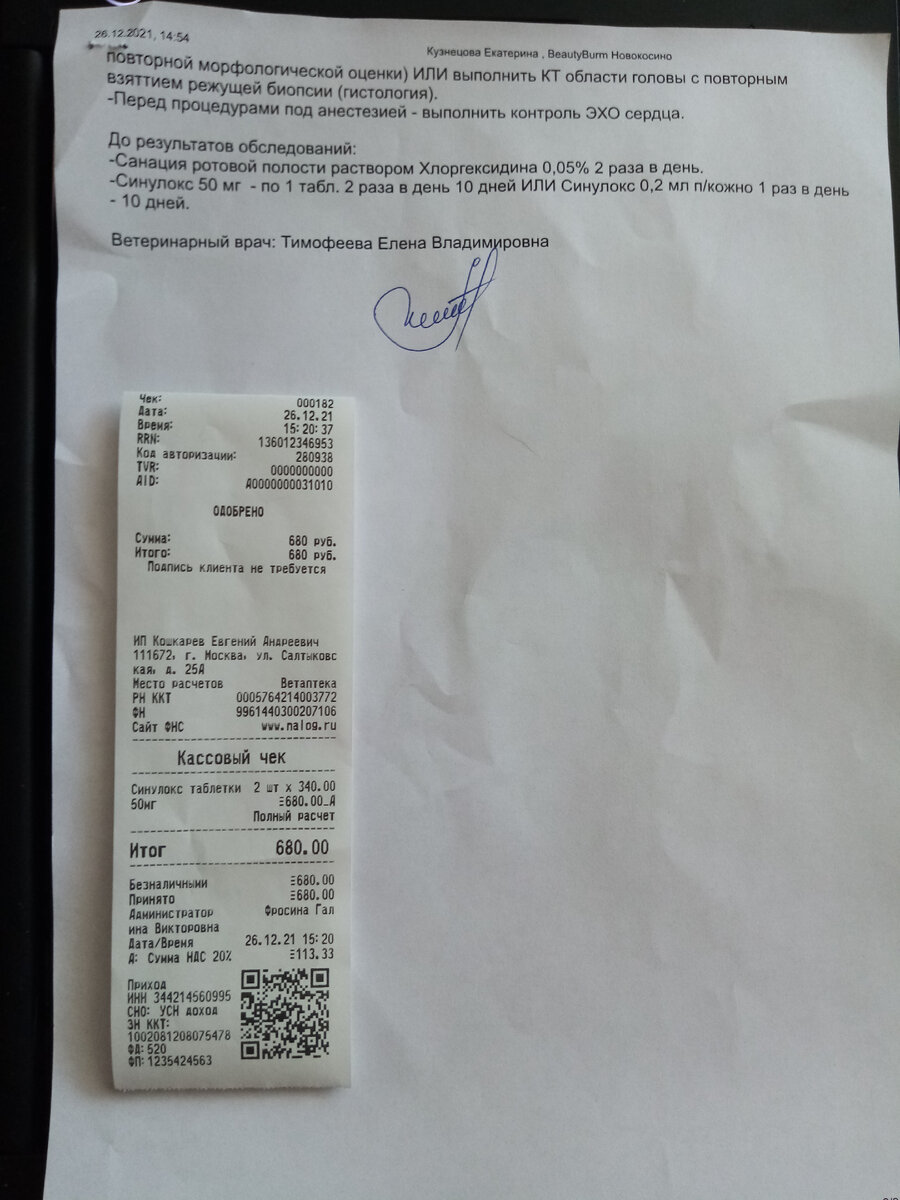 26.12.2021, 14:54
Кузнецова Екатерина , BeautyBurm Новокосино
повторной морфологической оценки) ИЛИ выполнить КТ области головы с повторным
взяттием режущей биопсии (гистология).
-Перед процедурами под анестезией - выполнить контроль ЭХО сердца.
До результатов обследований:
-Санация ротовой полости раствором Хлоргексидина 0,05% 2 раза в день.
-Синулокс 50 мг - по 1 табл. 2 раза в день 10 дней ИЛИ Синулокс 0,2 мл п/кожно 1 раз в день
- 10 дней.
Ветеринарный врач: Тимофеева Елена Владимировна
Чек: 000182
Дата: 26.12.21
Время: 15:20:37
RRN: 136012346953
Код авторизации: 280938
TVR: 0000000000
AID: A0000000031010
ОДОБРЕНО
Сумма: 680 руб.
Итого: 680 руб.
Подпись клиента не требуется
ИП Кошкарев Евгений Андреевич
111672, г. Москва, ул. Салтыковс
кая, д. 25А
Место расчетов Ветаптека
РН ККТ 0005764214003772
ФН 9961440300207106
Сайт ФНС www.nalog.ru
Кассовый чек
Синулокс таблетки 2 шт x 340.00
50мг ≡680.00_А
Полный расчет
Итог 680.00
Безналичными ≡680.00
Принято ≡680.00
Администратор Фросина Гал
ина Викторовна
Дата/Время 26.12.21 15:20
А: Сумма НДС 20% ≡113.33
Приход
ИНН 344214560995
СНО: УСН доход
ЗН ККТ:
1002081208075478
ФД: 520
ФП: 1235424563